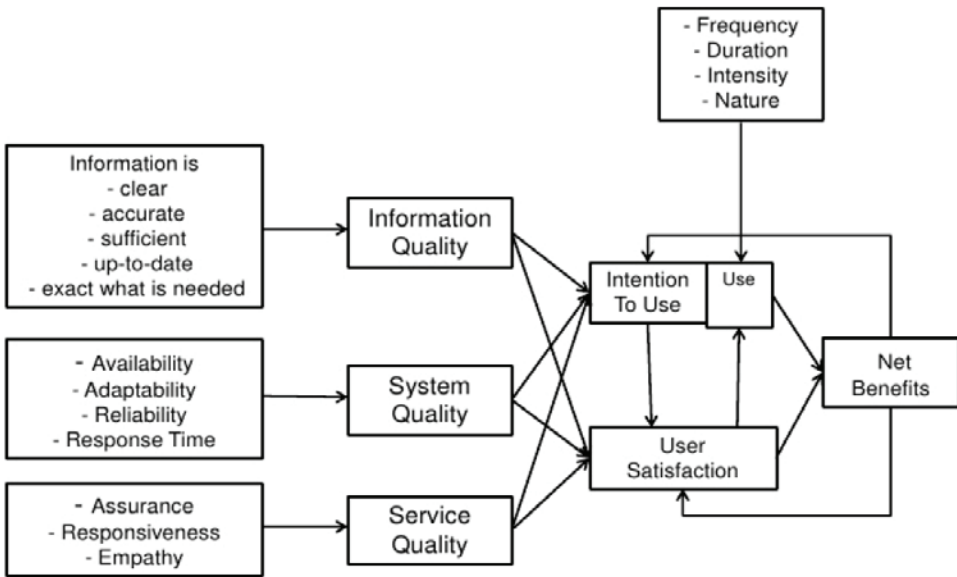 - Frequency
- Duration
- Intensity
- Nature
Information is
- clear
- accurate
- sufficient
- up-to-date
- exact what is needed
Information
Quality
Intention
To Use
Use
- Availability
- Adaptability
- Reliability
- Response Time
System
Quality
Net
Benefits
User
Satisfaction
- Assurance
- Responsiveness
- Empathy
Service
Quality